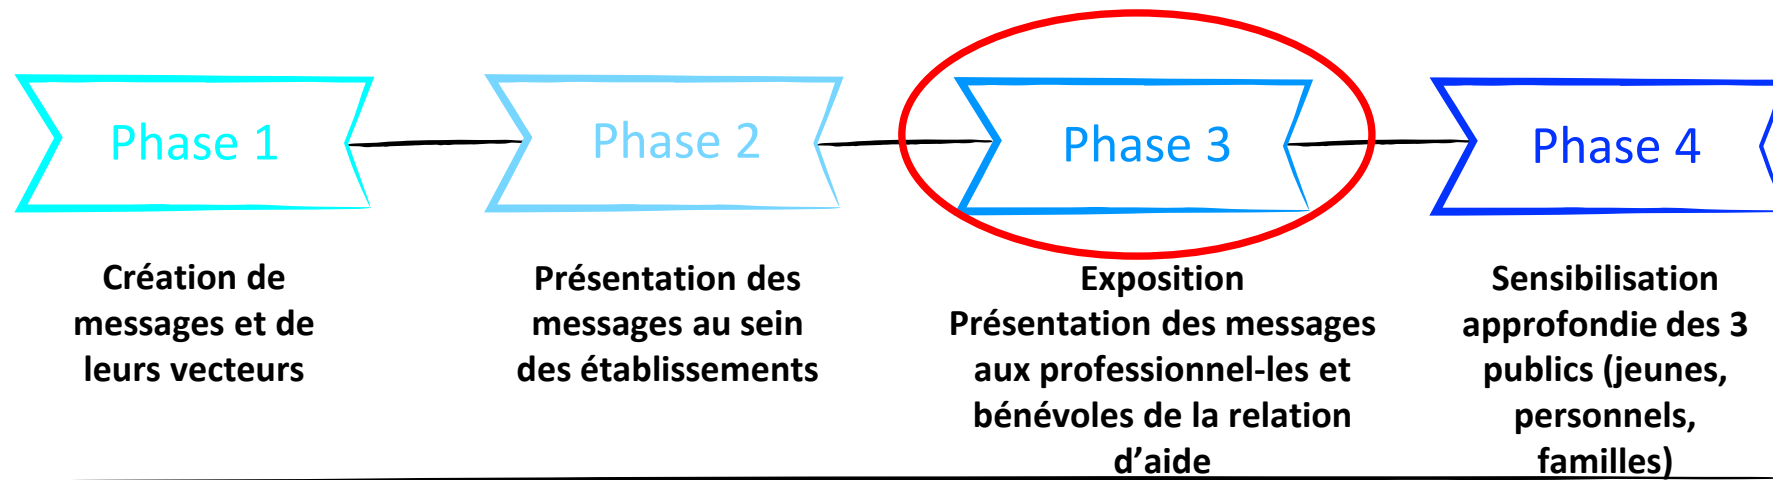 Phase 1
Phase 2
Phase 3
Phase 4
Création de
messages et de
leurs vecteurs
Présentation des
messages au sein
des établissements
Exposition
Présentation des messages
aux professionnel-les et
bénévoles de la relation
d’aide
Sensibilisation
approfondie des 3
publics (jeunes,
personnels,
familles)